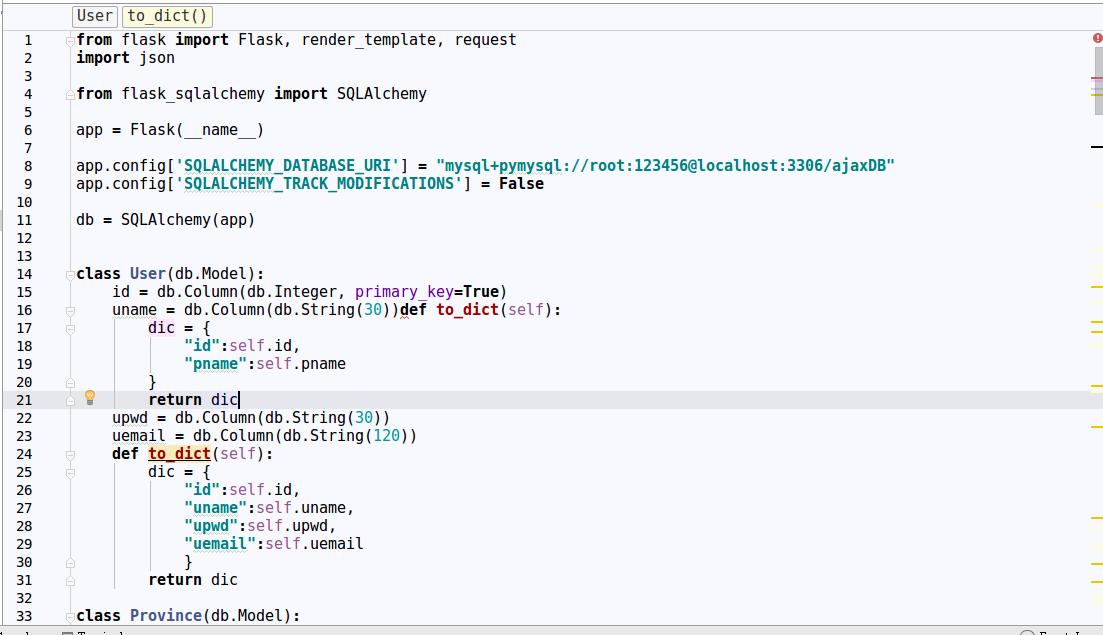 User to_dict()
1 from flask import Flask, render_template, request
2 import json
3
4 from flask_sqlalchemy import SQLAlchemy
5
6 app = Flask(__name__)
7
8 app.config['SQLALCHEMY_DATABASE_URI'] = "mysql+pymysql://root:123456@localhost:3306/ajaxDB"
9 app.config['SQLALCHEMY_TRACK_MODIFICATIONS'] = False
10
11 db = SQLAlchemy(app)
12
13
14 class User(db.Model):
15     id = db.Column(db.Integer, primary_key=True)
16     uname = db.Column(db.String(30))def to_dict(self):
17         dic = {
18             "id":self.id,
19             "pname":self.pname
20         }
21         return dic
22     upwd = db.Column(db.String(30))
23     uemail = db.Column(db.String(120))
24     def to_dict(self):
25         dic = {
26             "id":self.id,
27             "uname":self.uname,
28             "upwd":self.upwd,
29             "uemail":self.uemail
30             }
31         return dic
32
33 class Province(db.Model):